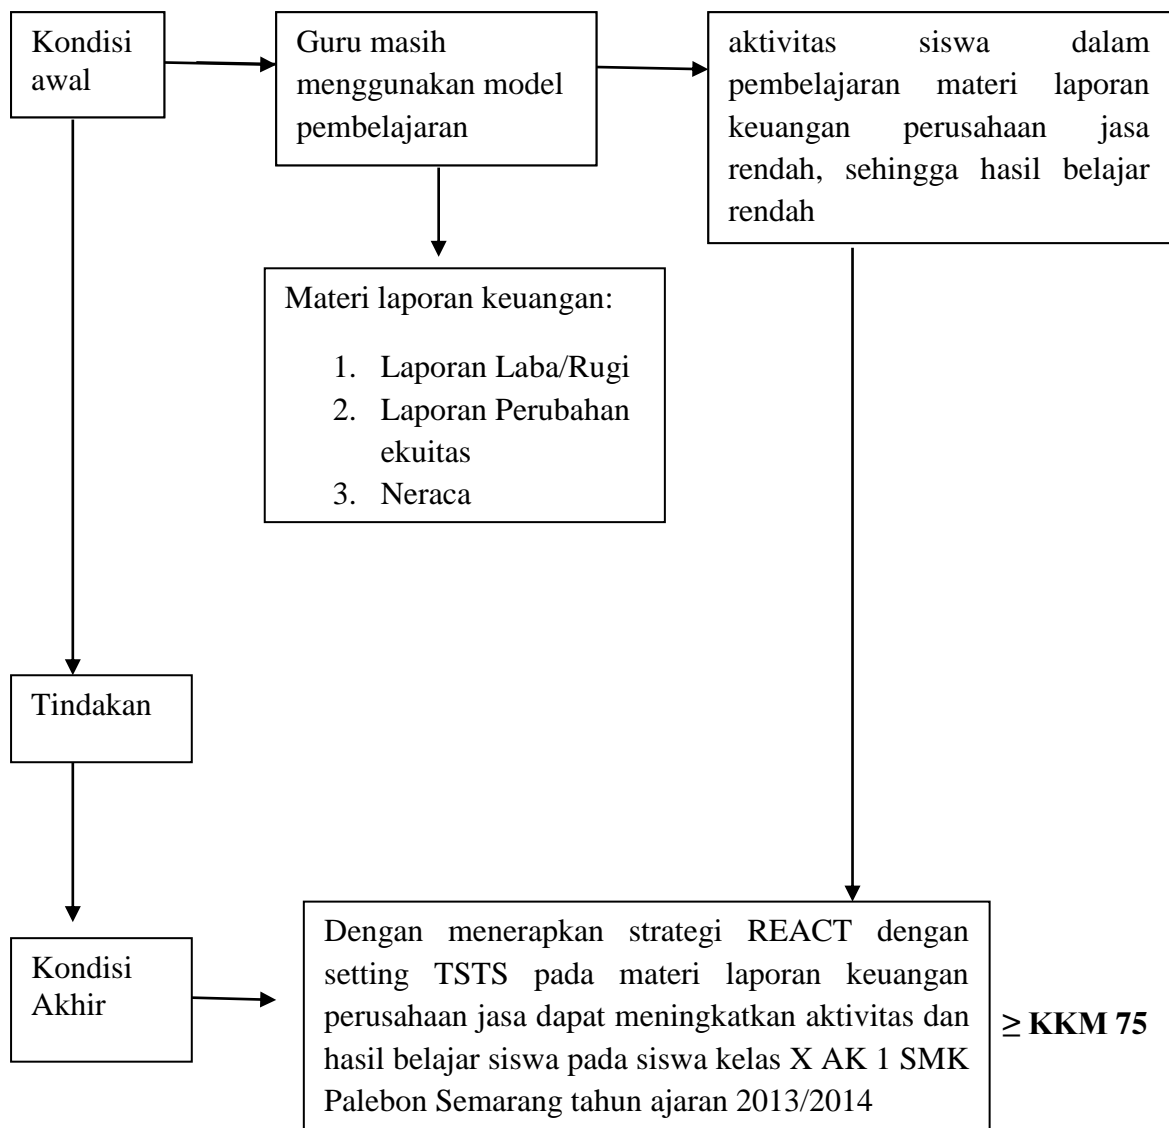 Kondisi
awal
Guru masih
menggunakan model
pembelajaran
aktivitas siswa dalam
pembelajaran materi laporan
keuangan perusahaan jasa
rendah, sehingga hasil belajar
rendah
Materi laporan keuangan:
1. Laporan Laba/Rugi
2. Laporan Perubahan
ekuitas
3. Neraca
Tindakan
Kondisi
Akhir
Dengan menerapkan strategi REACT dengan
setting TSTS pada materi laporan keuangan
perusahaan jasa dapat meningkatkan aktivitas dan
hasil belajar siswa pada siswa kelas X AK 1 SMK
Palebon Semarang tahun ajaran 2013/2014
≥ KKM 75